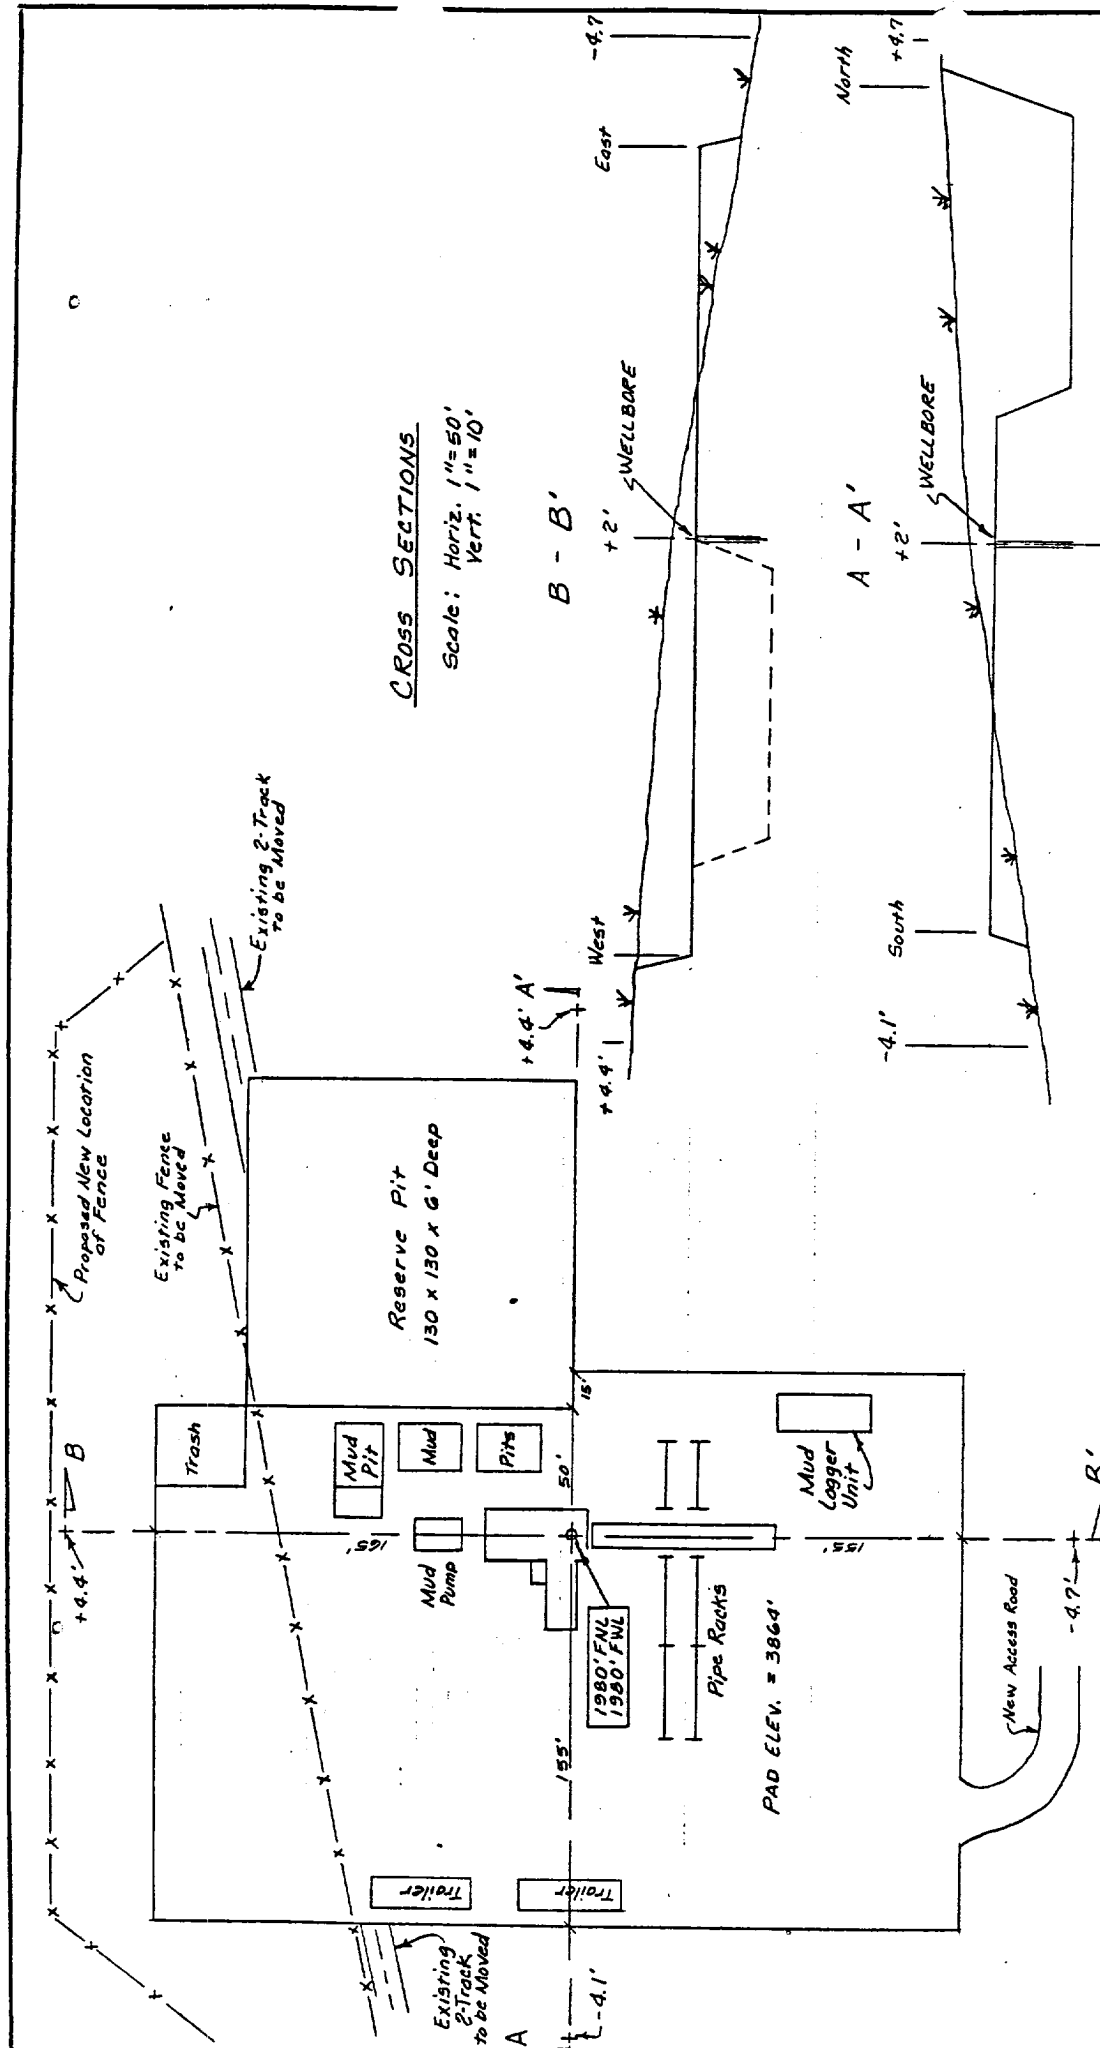 -4.7
+4.7
North
East
CROSS SECTIONS
Scale: Horiz. 1"=50'
Vert. 1"=10'
B - B'
WELLBORE
+2'
A - A'
WELLBORE
+2'
Existing 2-Track
to be Moved
West
South
+4.4'
A'
+4.4'
-4.1'
Proposed New Location
of Fence
Existing Fence
to be Moved
Reserve Pit
130 x 130 x 6' Deep
Trash
Mud
Pit
Mud
Pits
15'
50'
Mud
Logger
Unit
B
+4.4'
165'
Mud
Pump
155'
B'
-4.7'
1980' FNL
1980' FWL
Pipe Racks
PAD ELEV. = 3864'
New Access Road
155'
Trailer
Trailer
Existing
2-Track
to be Moved
A
-4.1'